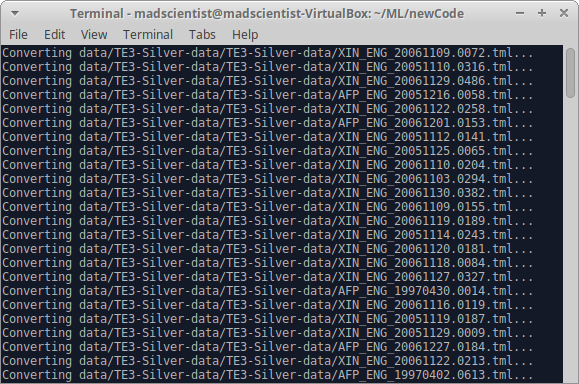 Terminal - madscientist@madscientist-VirtualBox: ~/ML/newCode
File Edit View Terminal Tabs Help
Converting data/TE3-Silver-data/TE3-Silver-data/XIN_ENG_20061109.0072.tml...
Converting data/TE3-Silver-data/TE3-Silver-data/XIN_ENG_20051110.0316.tml...
Converting data/TE3-Silver-data/TE3-Silver-data/XIN_ENG_20061129.0486.tml...
Converting data/TE3-Silver-data/TE3-Silver-data/AFP_ENG_20051216.0058.tml...
Converting data/TE3-Silver-data/TE3-Silver-data/XIN_ENG_20061122.0258.tml...
Converting data/TE3-Silver-data/TE3-Silver-data/AFP_ENG_20061201.0153.tml...
Converting data/TE3-Silver-data/TE3-Silver-data/XIN_ENG_20051112.0141.tml...
Converting data/TE3-Silver-data/TE3-Silver-data/XIN_ENG_20051125.0065.tml...
Converting data/TE3-Silver-data/TE3-Silver-data/XIN_ENG_20061110.0204.tml...
Converting data/TE3-Silver-data/TE3-Silver-data/XIN_ENG_20061103.0294.tml...
Converting data/TE3-Silver-data/TE3-Silver-data/XIN_ENG_20061130.0382.tml...
Converting data/TE3-Silver-data/TE3-Silver-data/XIN_ENG_20061109.0155.tml...
Converting data/TE3-Silver-data/TE3-Silver-data/XIN_ENG_20061119.0189.tml...
Converting data/TE3-Silver-data/TE3-Silver-data/XIN_ENG_20051114.0243.tml...
Converting data/TE3-Silver-data/TE3-Silver-data/XIN_ENG_20061120.0181.tml...
Converting data/TE3-Silver-data/TE3-Silver-data/XIN_ENG_20061118.0084.tml...
Converting data/TE3-Silver-data/TE3-Silver-data/XIN_ENG_20061127.0327.tml...
Converting data/TE3-Silver-data/TE3-Silver-data/AFP_ENG_19970430.0014.tml...
Converting data/TE3-Silver-data/TE3-Silver-data/XIN_ENG_20061116.0119.tml...
Converting data/TE3-Silver-data/TE3-Silver-data/XIN_ENG_20051119.0187.tml...
Converting data/TE3-Silver-data/TE3-Silver-data/XIN_ENG_20051129.0009.tml...
Converting data/TE3-Silver-data/TE3-Silver-data/AFP_ENG_20061227.0184.tml...
Converting data/TE3-Silver-data/TE3-Silver-data/XIN_ENG_20061122.0213.tml...
Converting data/TE3-Silver-data/TE3-Silver-data/AFP_ENG_19970402.0613.tml...